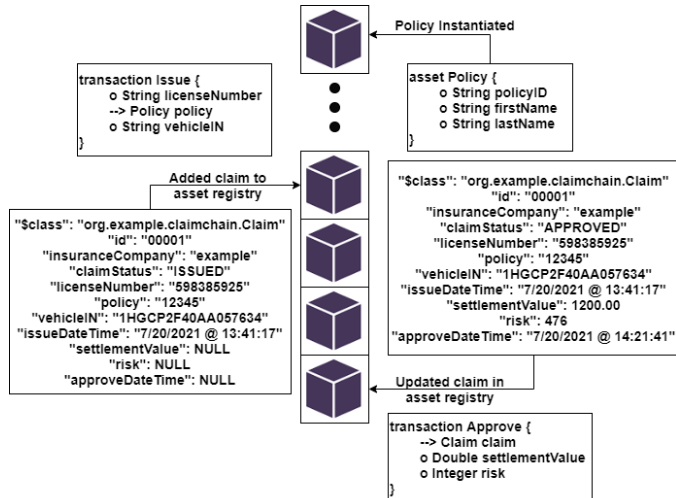 Policy Instantiated
transaction Issue {
o String licenseNumber
--> Policy policy
o String vehicleIN
}
asset Policy {
o String policyID
o String firstName
o String lastName
}
Added claim to
asset registry
"$class": "org.example.claimchain.Claim"
"id": "00001"
"insuranceCompany": "example"
"claimStatus": "ISSUED"
"licenseNumber": "598385925"
"policy": "12345"
"vehicleIN": "1HGCP2F40AA057634"
"issueDateTime": "7/20/2021 @ 13:41:17"
"settlementValue": NULL
"risk": NULL
"approveDateTime": NULL
"$class": "org.example.claimchain.Claim"
"id": "00001"
"insuranceCompany": "example"
"claimStatus": "APPROVED"
"licenseNumber": "598385925"
"policy": "12345"
"vehicleIN": "1HGCP2F40AA057634"
"issueDateTime": "7/20/2021 @ 13:41:17"
"settlementValue": 1200.00
"risk": 476
"approveDateTime": "7/20/2021 @ 14:21:41"
Updated claim in
asset registry
transaction Approve {
--> Claim claim
o Double settlementValue
o Integer risk
}